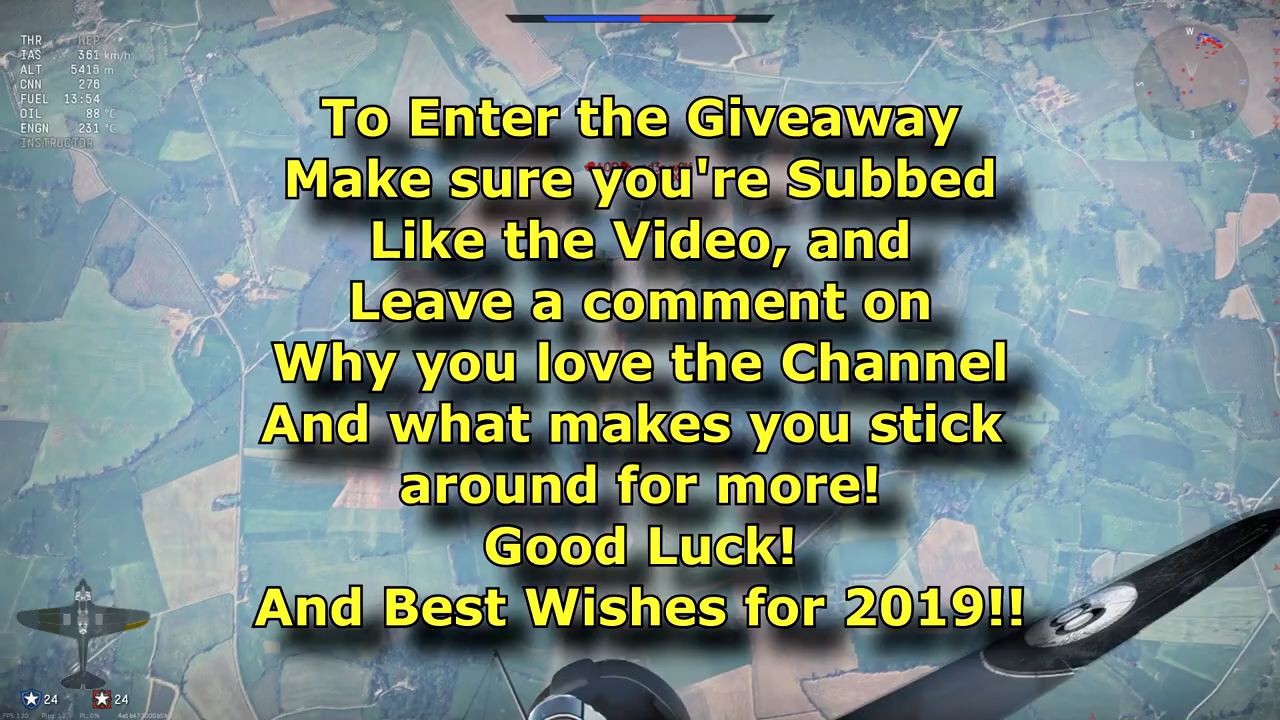 THR
IAS 361 km/h
ALT 5415 m
CNN 276
FUEL 13:54
OIL 88 °C
ENGN 231 °C
INSTRUCTOR
W
S
N
E
To Enter the Giveaway
Make sure you're Subbed
Like the Video, and
Leave a comment on
Why you love the Channel
And what makes you stick
around for more!
Good Luck!
And Best Wishes for 2019!!
8
24 24